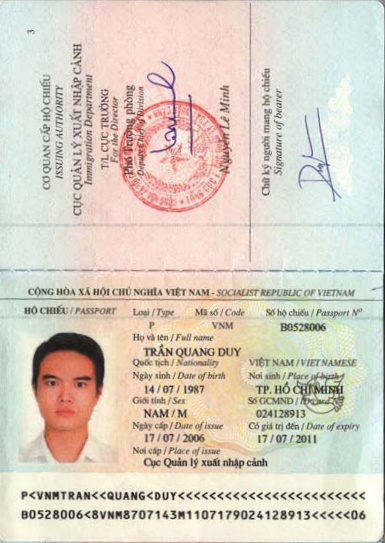 3
CƠ QUAN CẤP HỘ CHIẾU
ISSUING AUTHORITY
CỤC QUẢN LÝ XUẤT NHẬP CẢNH
Immigration Department
T/L CỤC TRƯỞNG
For the Director
Phó Trưởng phòng
Nguyễn Lê Minh
Chữ ký người mang hộ chiếu
Signature of bearer
CỘNG HÒA XÃ HỘI CHỦ NGHĨA VIỆT NAM - SOCIALIST REPUBLIC OF VIETNAM
HỘ CHIẾU / PASSPORT Loại / Type Mã số / Code Số hộ chiếu / Passport Nº
P VNM B0528006
Họ và tên / Full name
TRẦN QUANG DUY
Quốc tịch / Nationality VIỆT NAM / VIETNAMESE
Ngày sinh / Date of birth Nơi sinh / Place of birth
14 / 07 / 1987 TP. HỒ CHÍ MINH
Giới tính / Sex Số GCMND /
NAM / M 024128913
Ngày cấp / Date of issue Có giá trị đến / Date of expiry
17 / 07 / 2006 17 / 07 / 2011
Nơi cấp / Place of issue
Cục Quản lý xuất nhập cảnh
P<VNMTRAN<<QUANG<DUY<<<<<<<<<<<<<<<<<<<<<<<<
B0528006<8VNM8707143M1107179024128913<<<<<06